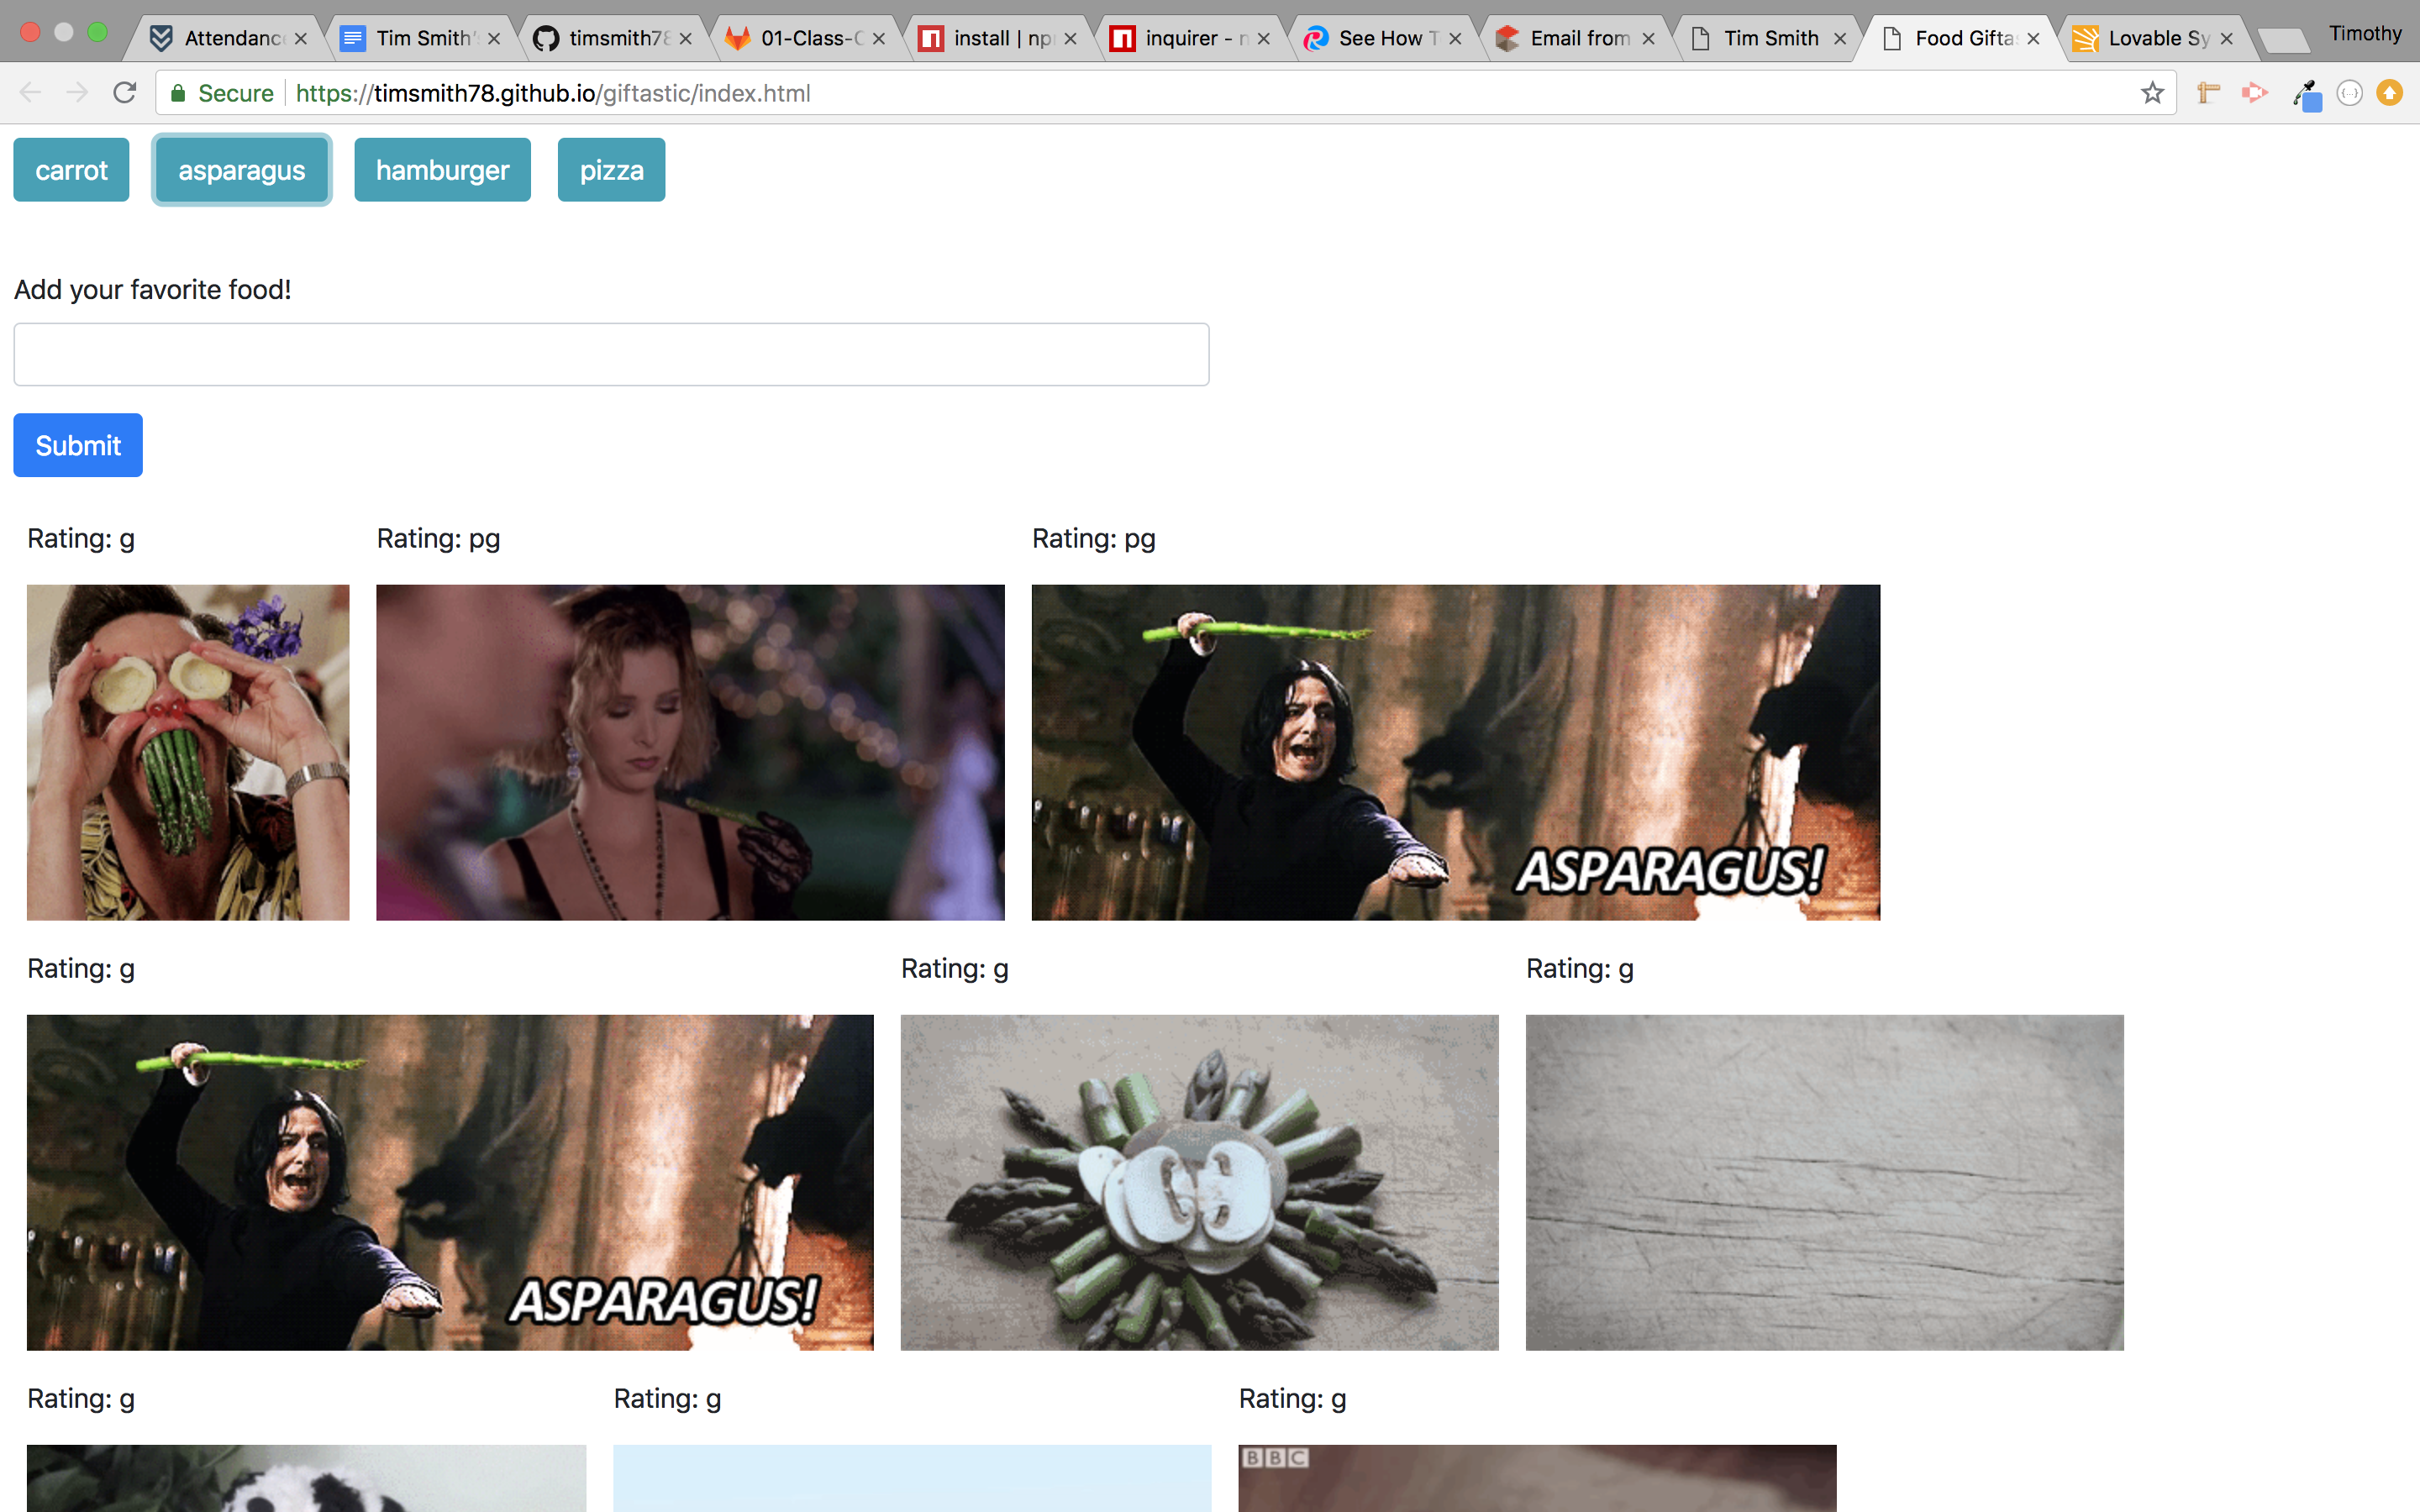 Attendanc
Tim Smith'
timsmith78
01-Class-C
install | np
inquirer - n
See How T
Email from
Tim Smith
Food Gifta
Lovable Sy
Timothy
Secure
https://timsmith78.github.io/giftastic/index.html
carrot
asparagus
hamburger
pizza
Add your favorite food!
Submit
Rating: g
Rating: pg
Rating: pg
ASPARAGUS!
Rating: g
Rating: g
Rating: g
ASPARAGUS!
Rating: g
Rating: g
Rating: g
BBC